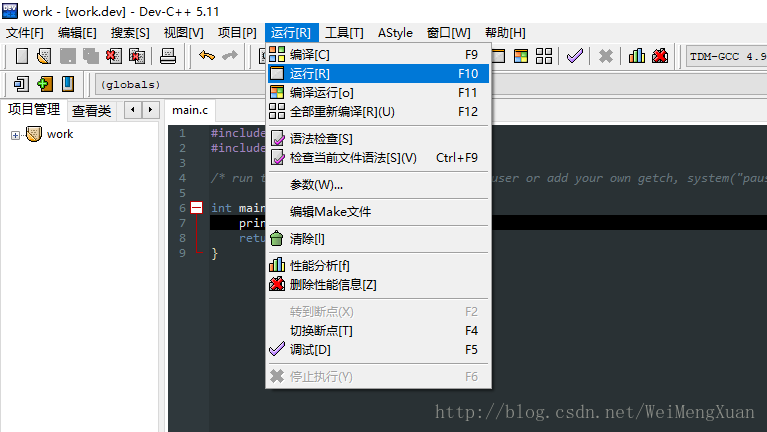 work - [work.dev] - Dev-C++ 5.11
文件[F] 编辑[E] 搜索[S] 视图[V] 项目[P] 运行[R] 工具[T] AStyle 窗口[W] 帮助[H]
TDM-GCC 4.9
(globals)
项目管理 查看类
work
main.c
编译[C] F9
运行[R] F10
编译运行[o] F11
全部重新编译[R](U) F12
语法检查[S]
检查当前文件语法[S](V) Ctrl+F9
参数(W)...
编辑Make文件
清除[l]
性能分析[f]
删除性能信息[Z]
转到断点(X) F2
切换断点[T] F4
调试[D] F5
停止执行(Y) F6
1 #include
2 #include
3
4 /* run t user or add your own getch, system("paus
5
6 int main
7 prin
8 retu
9 }
http://blog.csdn.net/WeiMengXuan